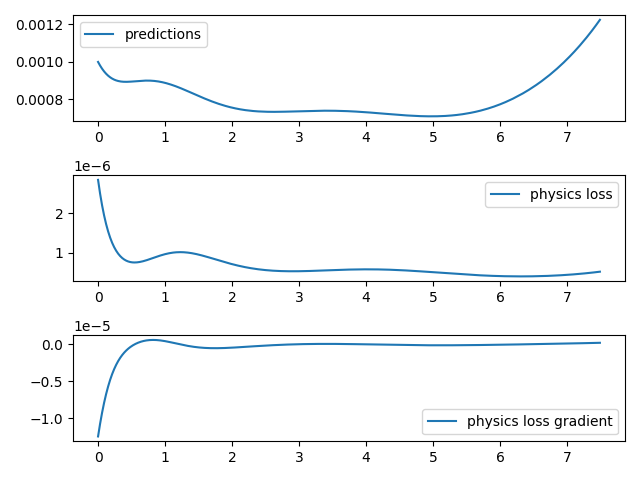 0.0012
0.0010
0.0008
predictions
0 1 2 3 4 5 6 7
1e−6
2
1
physics loss
0 1 2 3 4 5 6 7
1e−5
0.0
−0.5
−1.0
physics loss gradient
0 1 2 3 4 5 6 7